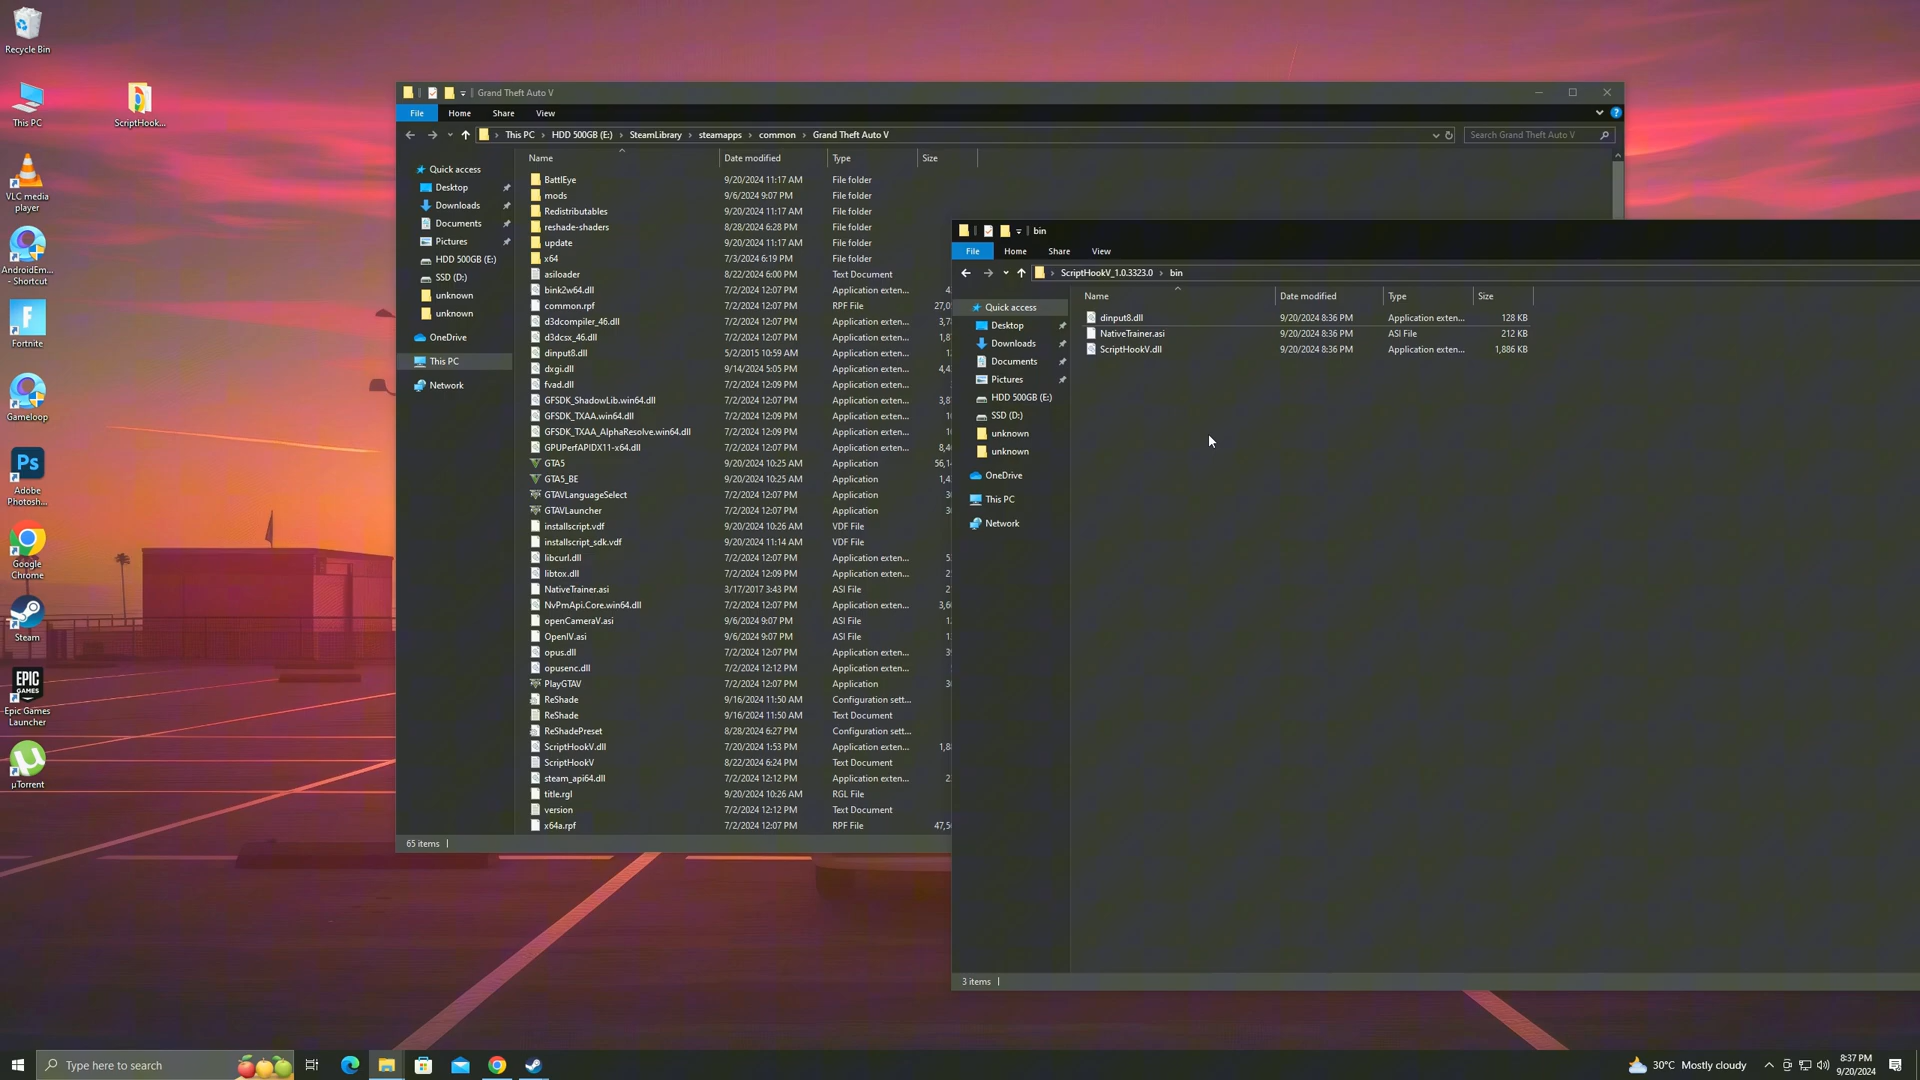 Recycle Bin
This PC
ScriptHook...
VLC media
player
AndroidEm...
- Shortcut
Fortnite
Gameloop
Ps
Adobe
Photosh...
Google
Chrome
Steam
EPIC
GAMES
Epic Games
Launcher
µTorrent
Grand Theft Auto V
File Home Share View
This PC > HDD 500GB (E:) > SteamLibrary > steamapps > common > Grand Theft Auto V
Search Grand Theft Auto V
Quick access
Desktop
Downloads
Documents
Pictures
HDD 500GB (E:)
SSD (D:)
unknown
unknown
OneDrive
This PC
Network
Name Date modified Type Size
BattlEye 9/20/2024 11:17 AM File folder
mods 9/6/2024 9:07 PM File folder
Redistributables 9/20/2024 11:17 AM File folder
reshade-shaders 8/28/2024 6:28 PM File folder
update 9/20/2024 11:17 AM File folder
x64 7/3/2024 6:19 PM File folder
asiloader 8/22/2024 6:00 PM Text Document
bink2w64.dll 7/2/2024 12:07 PM Application exten...
common.rpf 7/2/2024 12:07 PM RPF File
d3dcompiler_46.dll 7/2/2024 12:07 PM Application exten...
d3dcsx_46.dll 7/2/2024 12:07 PM Application exten...
dinput8.dll 5/2/2015 10:59 AM Application exten...
dxgi.dll 9/14/2024 5:05 PM Application exten...
fvad.dll 7/2/2024 12:09 PM Application exten...
GFSDK_ShadowLib.win64.dll 7/2/2024 12:07 PM Application exten...
GFSDK_TXAA.win64.dll 7/2/2024 12:09 PM Application exten...
GFSDK_TXAA_AlphaResolve.win64.dll 7/2/2024 12:09 PM Application exten...
GPUPerfAPIDX11-x64.dll 7/2/2024 12:07 PM Application exten...
GTA5 9/20/2024 10:25 AM Application
GTA5_BE 9/20/2024 10:25 AM Application
GTAVLanguageSelect 7/2/2024 12:07 PM Application
GTAVLauncher 7/2/2024 12:07 PM Application
installscript.vdf 9/20/2024 10:26 AM VDF File
installscript_sdk.vdf 9/20/2024 11:14 AM VDF File
libcurl.dll 7/2/2024 12:07 PM Application exten...
libtox.dll 7/2/2024 12:09 PM Application exten...
NativeTrainer.asi 3/17/2017 3:43 PM ASI File
NvPmApi.Core.win64.dll 7/2/2024 12:07 PM Application exten...
openCameraV.asi 9/6/2024 9:07 PM ASI File
OpenIV.asi 9/6/2024 9:07 PM ASI File
opus.dll 7/2/2024 12:07 PM Application exten...
opusenc.dll 7/2/2024 12:12 PM Application exten...
PlayGTAV 7/2/2024 12:07 PM Application
ReShade 9/16/2024 11:50 AM Configuration sett...
ReShade 9/16/2024 11:50 AM Text Document
ReShadePreset 8/28/2024 6:27 PM Configuration sett...
ScriptHookV.dll 7/20/2024 1:53 PM Application exten...
ScriptHookV 8/22/2024 6:24 PM Text Document
steam_api64.dll 7/2/2024 12:12 PM Application exten...
title.rgl 9/20/2024 10:26 AM RGL File
version 7/2/2024 12:12 PM Text Document
x64a.rpf 7/2/2024 12:07 PM RPF File
65 items
bin
File Home Share View
ScriptHookV_1.0.3323.0 > bin
Quick access
Desktop
Downloads
Documents
Pictures
HDD 500GB (E:)
SSD (D:)
unknown
unknown
OneDrive
This PC
Network
Name Date modified Type Size
dinput8.dll 9/20/2024 8:36 PM Application exten... 128 KB
NativeTrainer.asi 9/20/2024 8:36 PM ASI File 212 KB
ScriptHookV.dll 9/20/2024 8:36 PM Application exten... 1,886 KB
3 items
Type here to search
30°C Mostly cloudy
8:37 PM
9/20/2024